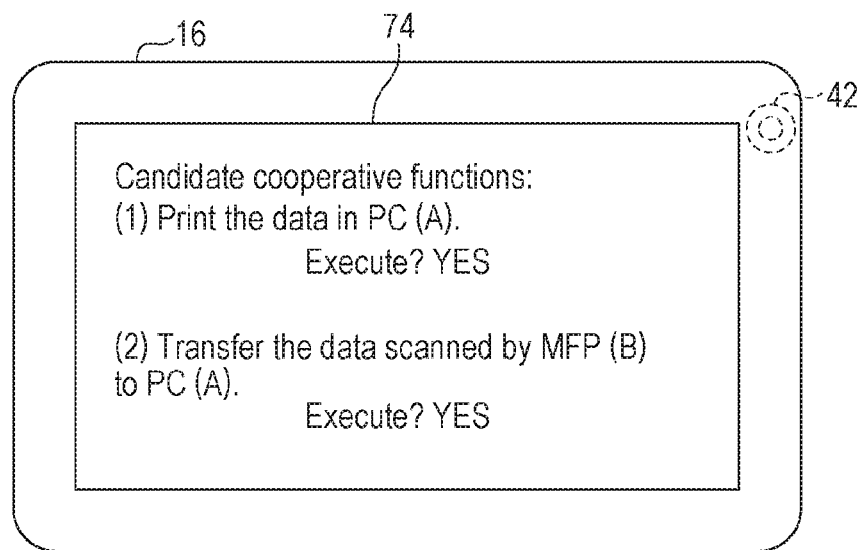 16
74
42
Candidate cooperative functions:
(1) Print the data in PC (A).
Execute? YES
(2) Transfer the data scanned by MFP (B)
to PC (A).
Execute? YES